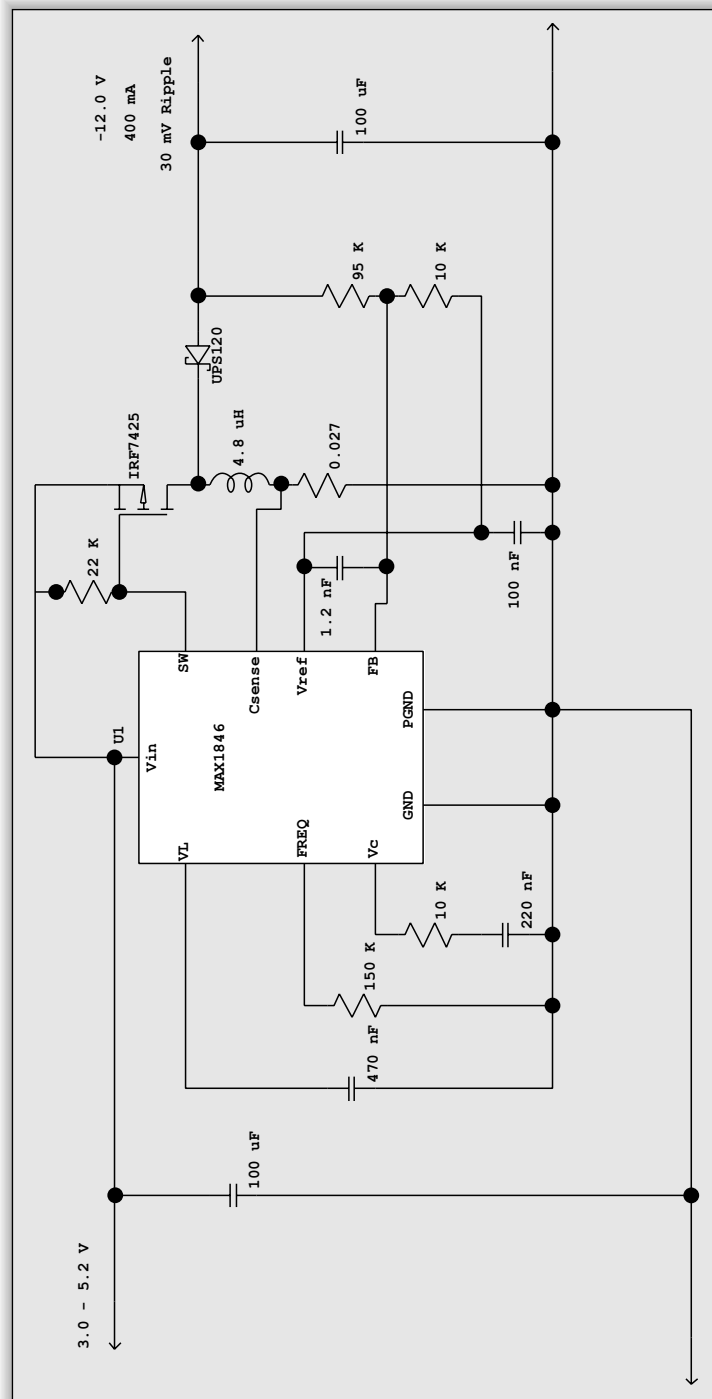 3.0 - 5.2 V
100 uF
470 nF
150 K
10 K
220 nF
U1
MAX1846
Vin
VL
FREQ
Vc
GND
PGND
SW
Csense
Vref
FB
22 K
IRF7425
1.2 nF
100 nF
4.8 uH
0.027
UPS120
95 K
10 K
100 uF
-12.0 V
400 mA
30 mV Ripple